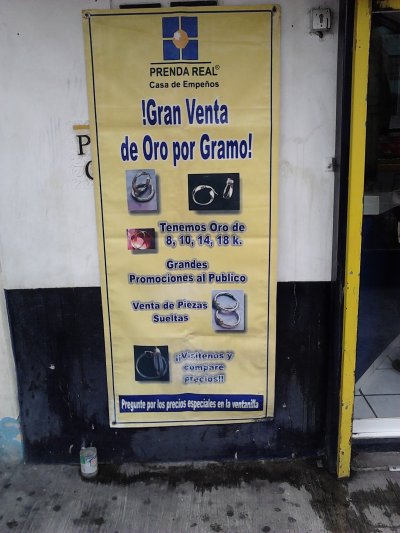 PRENDA REAL®
Casa de Empeños
!Gran Venta
de Oro por Gramo!
Tenemos Oro de
8, 10, 14, 18 k.
Grandes
Promociones al Publico
Venta de Piezas
Sueltas
¡¡Visítenos y
compare
precios!!
Pregunte por los precios especiales en la ventanilla
P